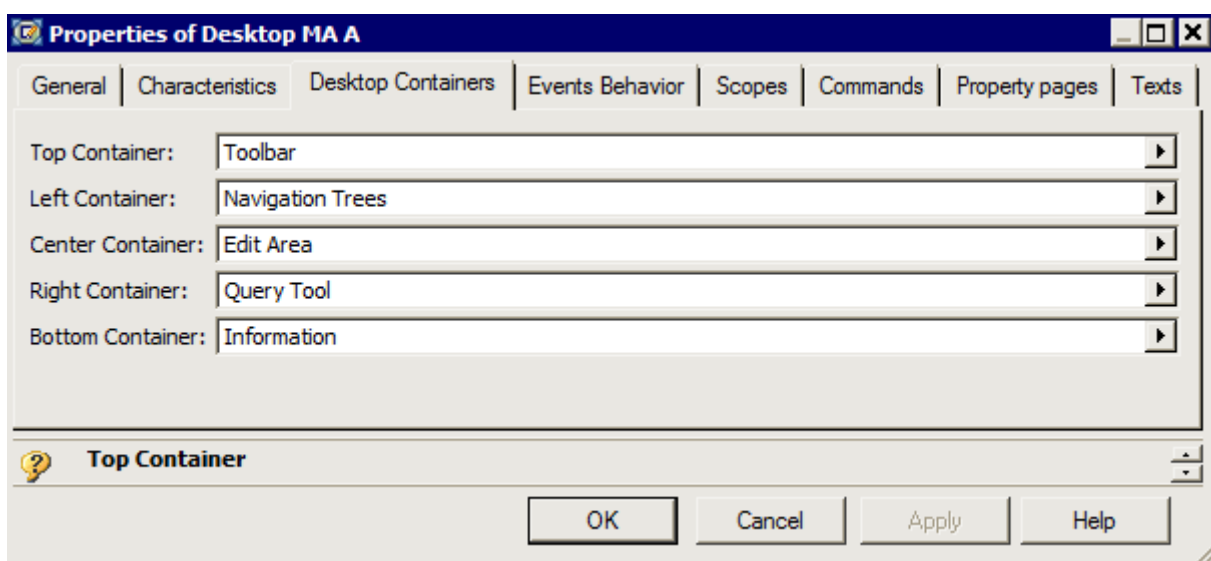 Properties of Desktop MA A
General Characteristics Desktop Containers Events Behavior Scopes Commands Property pages Texts
Top Container: Toolbar
Left Container: Navigation Trees
Center Container: Edit Area
Right Container: Query Tool
Bottom Container: Information
Top Container
OK Cancel Apply Help